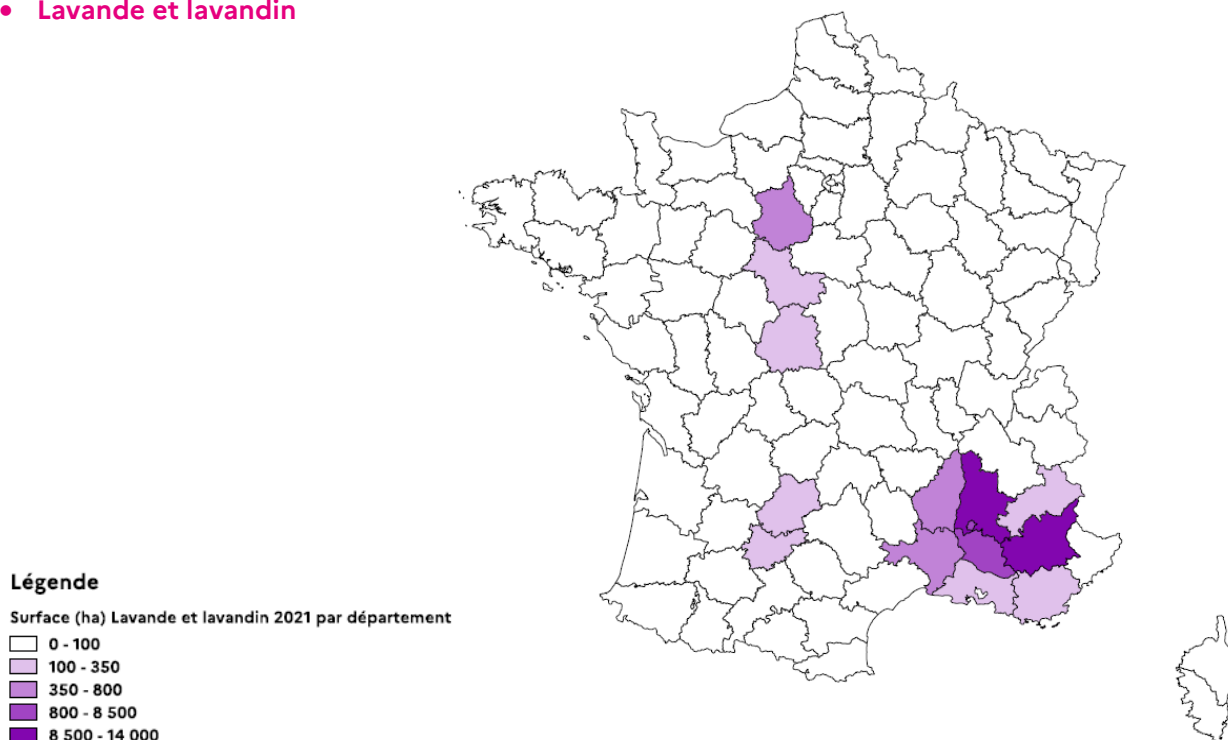 • Lavande et lavandin
Légende
Surface (ha) Lavande et lavandin 2021 par département
0 - 100
100 - 350
350 - 800
800 - 8 500
8 500 - 14 000